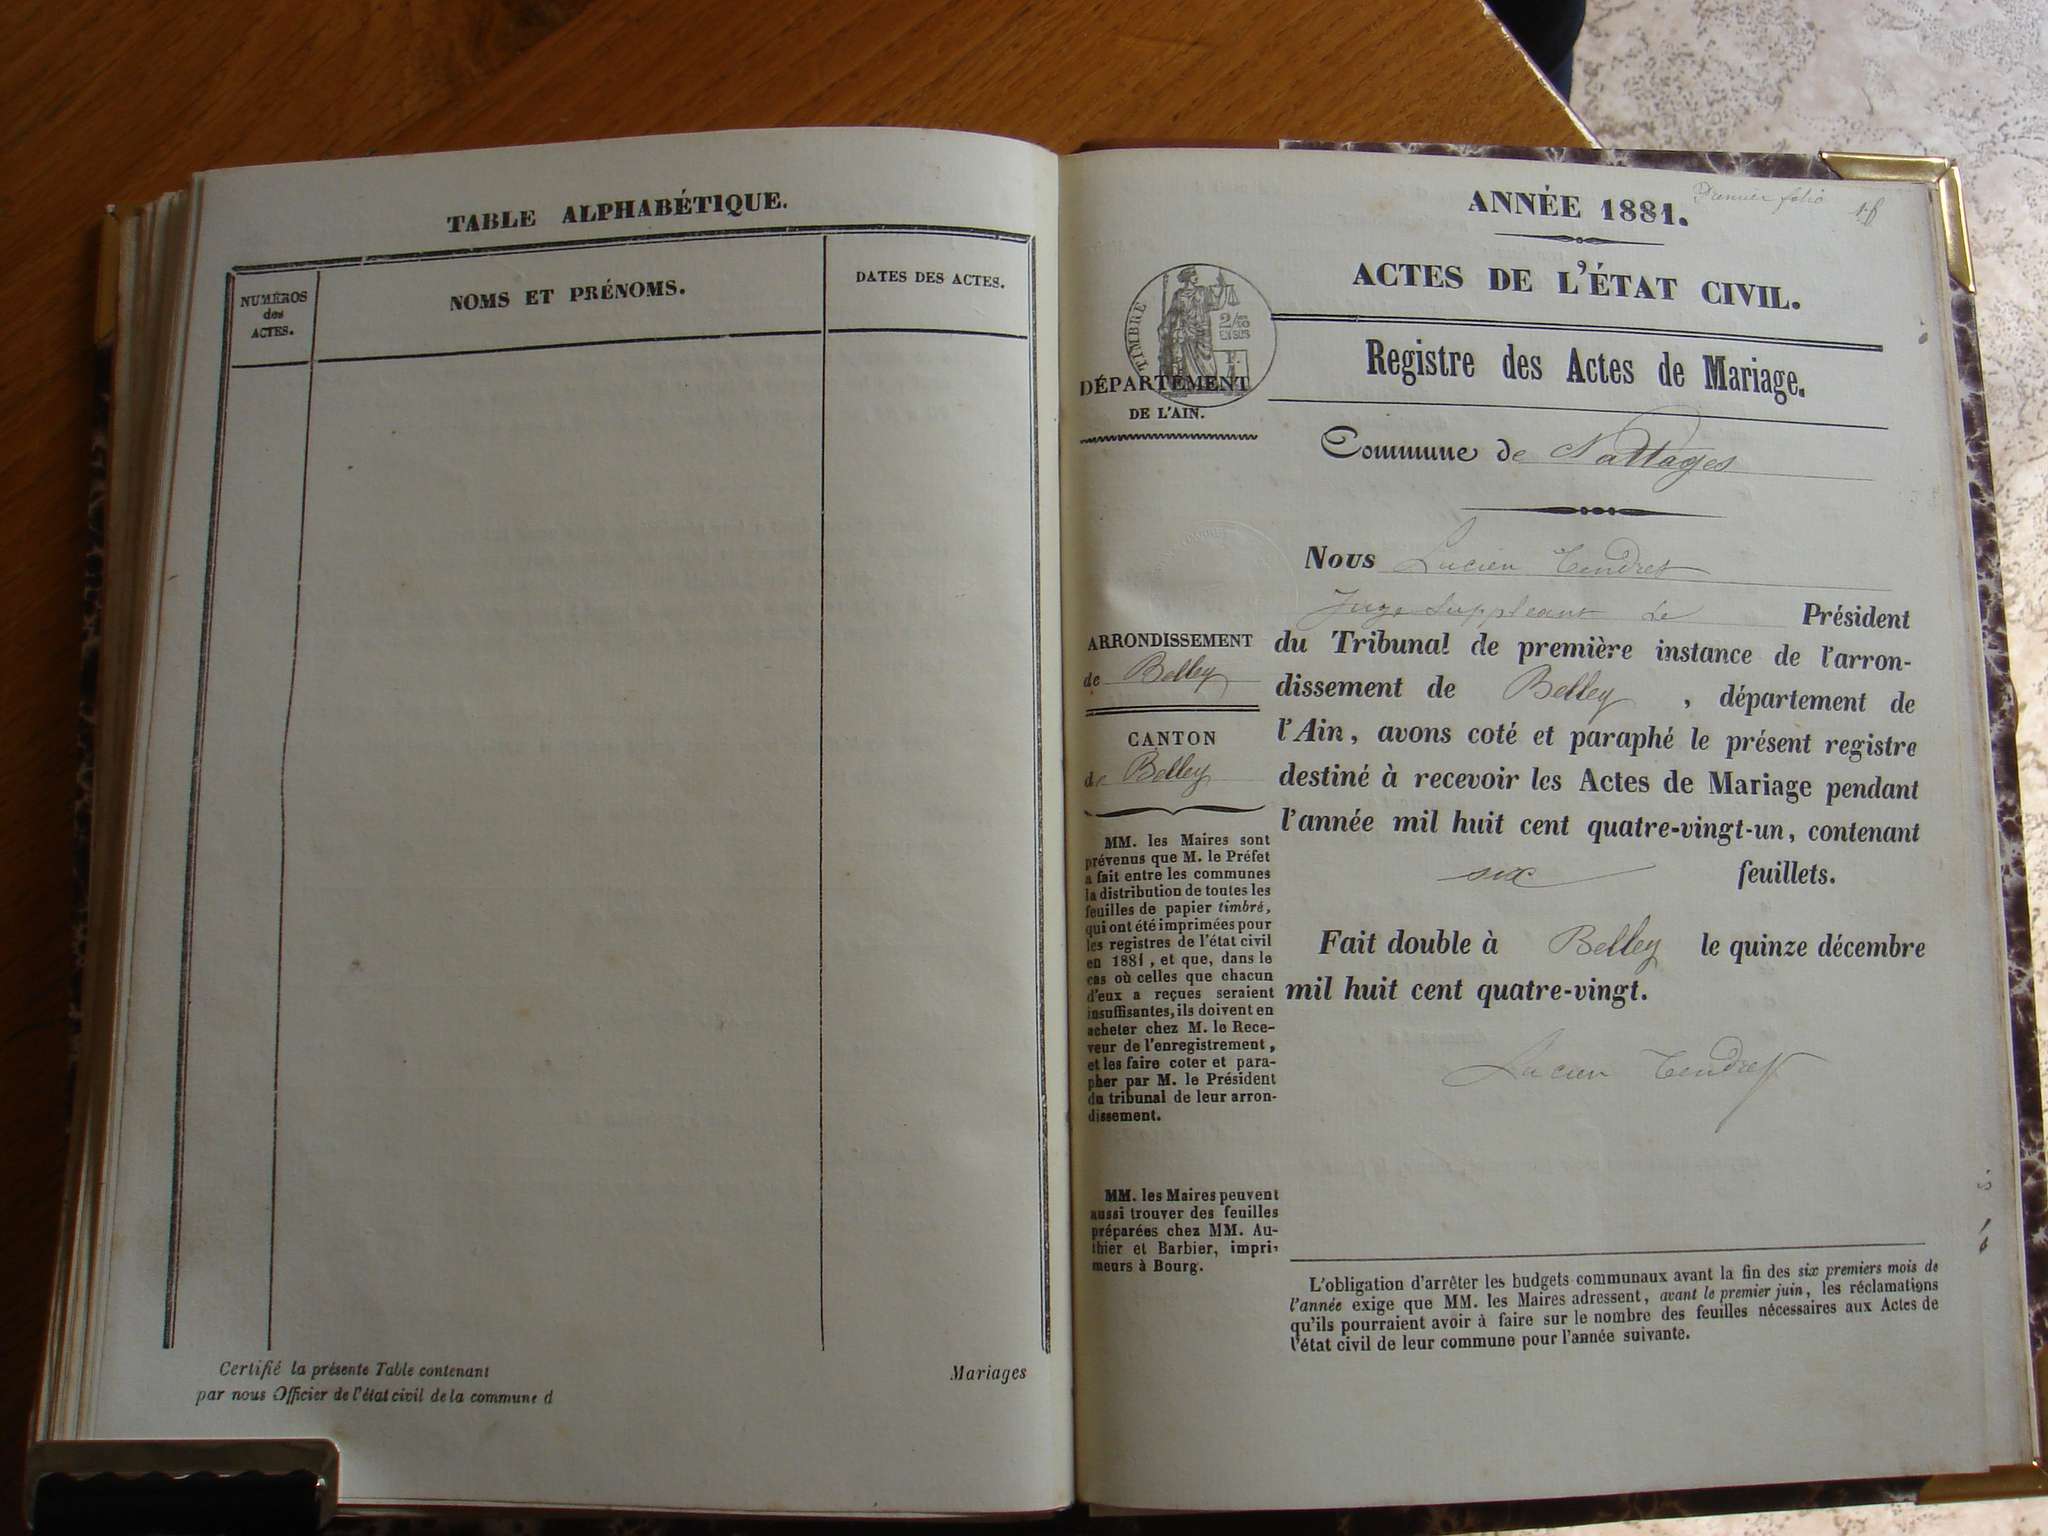 TABLE ALPHABÉTIQUE.
NUMÉROS
des
ACTES.
NOMS ET PRÉNOMS.
DATES DES ACTES.
Certifié la présente Table contenant
Mariages
par nous Officier de l'état civil de la commune d
Premier folio
ANNÉE 1881.
ACTES DE L'ÉTAT CIVIL.
TIMBRE
2/10
EN SUS
DÉPARTEMENT
DE L'AIN.
Registre des Actes de Mariage.
Commune de Nattages
ARRONDISSEMENT
de Belley
CANTON
de Belley
MM. les Maires sont
prévenus que M. le Préfet
a fait entre les communes
la distribution de toutes les
feuilles de papier timbré,
qui ont été imprimées pour
les registres de l'état civil
en 1881, et que, dans le
cas où celles que chacun
d'eux a reçues seraient
insuffisantes, ils doivent en
acheter chez M. le Rece-
veur de l'enregistrement,
et les faire coter et para-
pher par M. le Président
du tribunal de leur arron-
dissement.
MM. les Maires peuvent
aussi trouver des feuilles
préparées chez MM. Au-
thier et Barbier, impri-
meurs à Bourg.
Nous Lucien Tendret
Juge Suppléant Le Président
du Tribunal de première instance de l'arron-
dissement de Belley, département de
l'Ain, avons coté et paraphé le présent registre
destiné à recevoir les Actes de Mariage pendant
l'année mil huit cent quatre-vingt-un, contenant
six feuillets.
Fait double à Belley le quinze décembre
mil huit cent quatre-vingt.
Lucien Tendret
L'obligation d'arrêter les budgets communaux avant la fin des six premiers mois de
l'année exige que MM. les Maires adressent, avant le premier juin, les réclamations
qu'ils pourraient avoir à faire sur le nombre des feuilles nécessaires aux Actes de
l'état civil de leur commune pour l'année suivante.